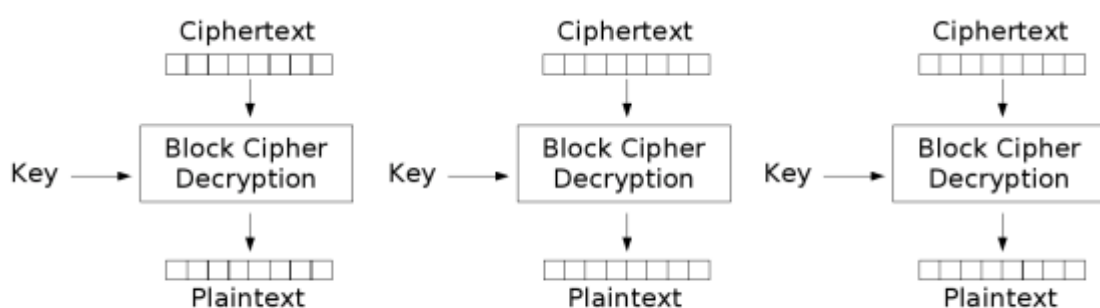 Ciphertext Ciphertext Ciphertext
Key Block Cipher Decryption Key Block Cipher Decryption Key Block Cipher Decryption
Plaintext Plaintext Plaintext